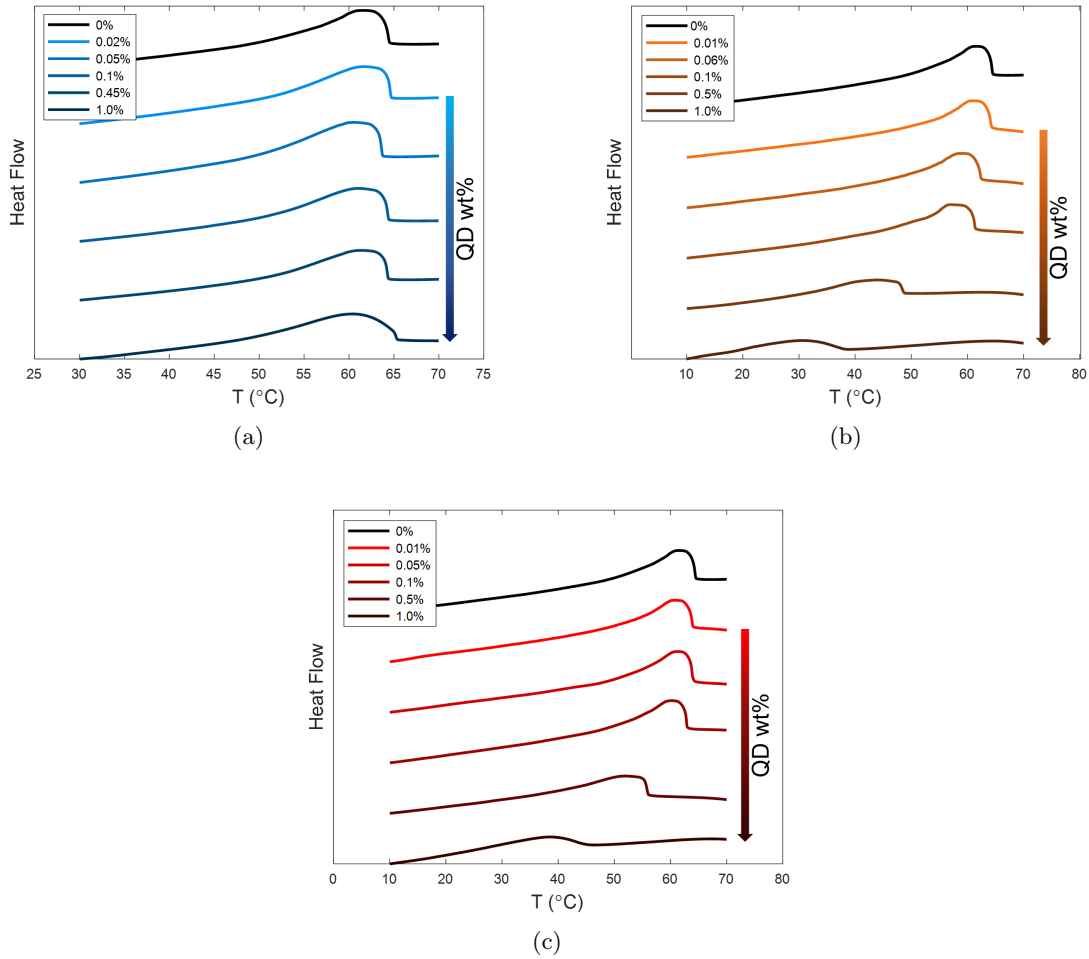 0%
0.02%
0.05%
0.1%
0.45%
1.0%
Heat Flow
QD wt%
25 30 35 40 45 50 55 60 65 70 75
T (°C)
(a)
0%
0.01%
0.06%
0.1%
0.5%
1.0%
Heat Flow
QD wt%
10 20 30 40 50 60 70 80
T (°C)
(b)
0%
0.01%
0.05%
0.1%
0.5%
1.0%
Heat Flow
QD wt%
0 10 20 30 40 50 60 70 80
T (°C)
(c)